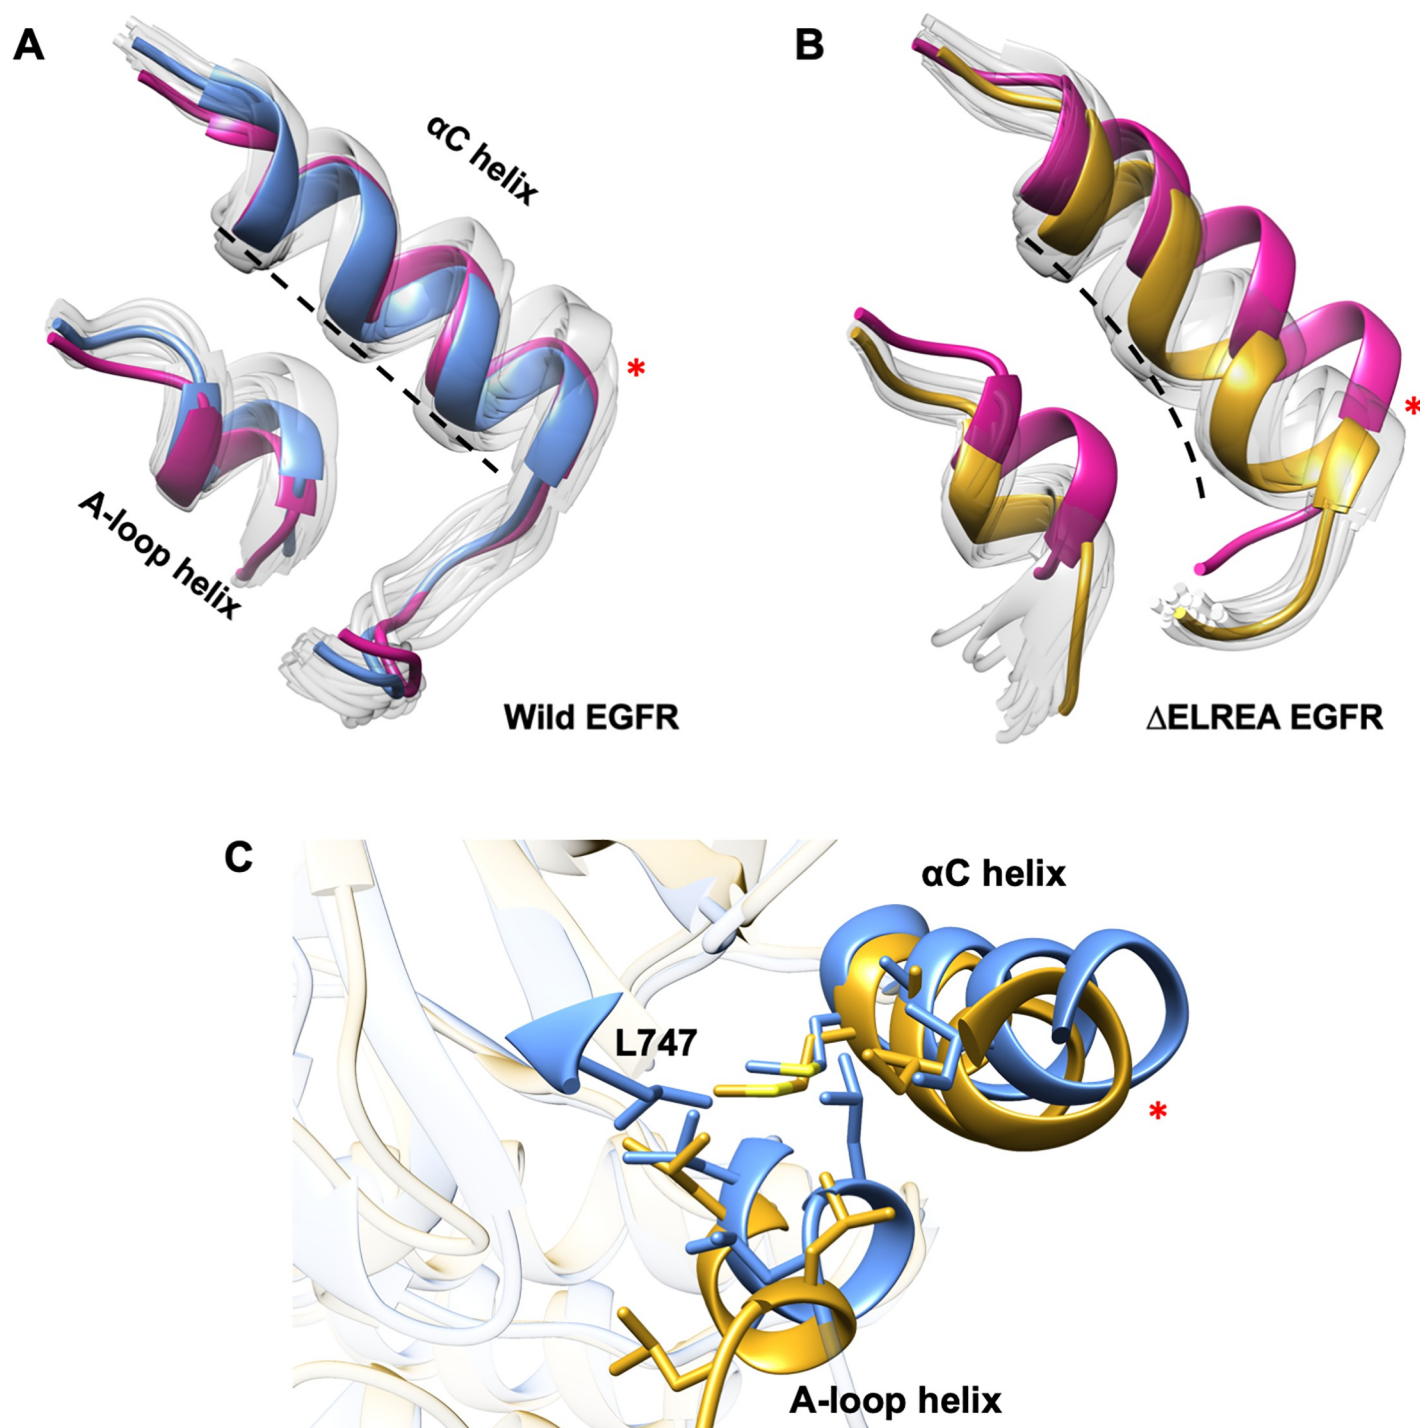 A
B
αC helix
*
*
A-loop helix
Wild EGFR
ΔELREA EGFR
C
αC helix
L747
*
A-loop helix